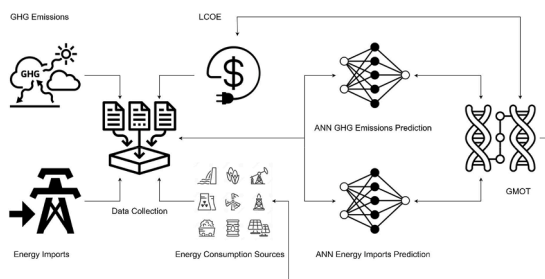 GHG Emissions
LCOE
GHG
$
ANN GHG Emissions Prediction
GMOT
Data Collection
Energy Imports
Energy Consumption Sources
ANN Energy Imports Prediction